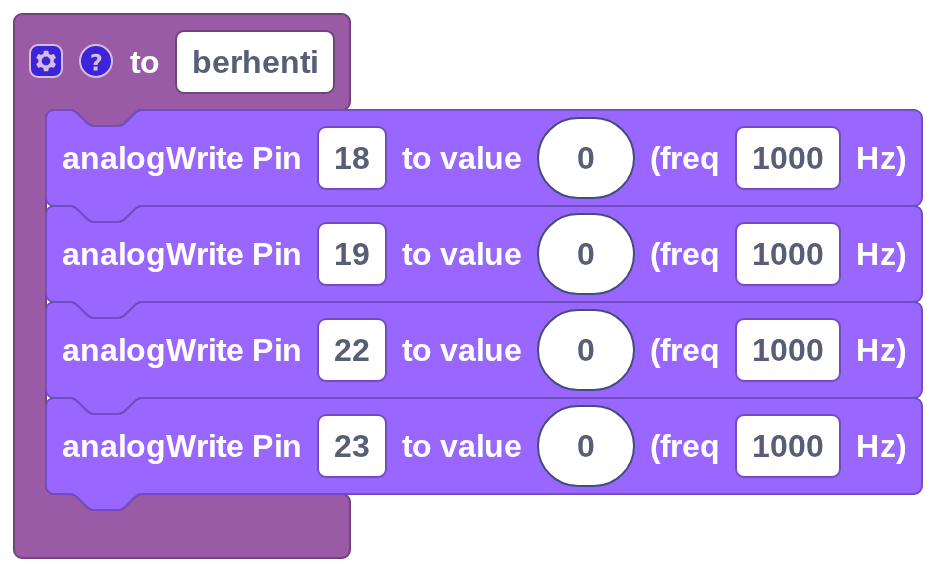 ? to berhenti
analogWrite Pin 18 to value 0 (freq 1000 Hz)
analogWrite Pin 19 to value 0 (freq 1000 Hz)
analogWrite Pin 22 to value 0 (freq 1000 Hz)
analogWrite Pin 23 to value 0 (freq 1000 Hz)